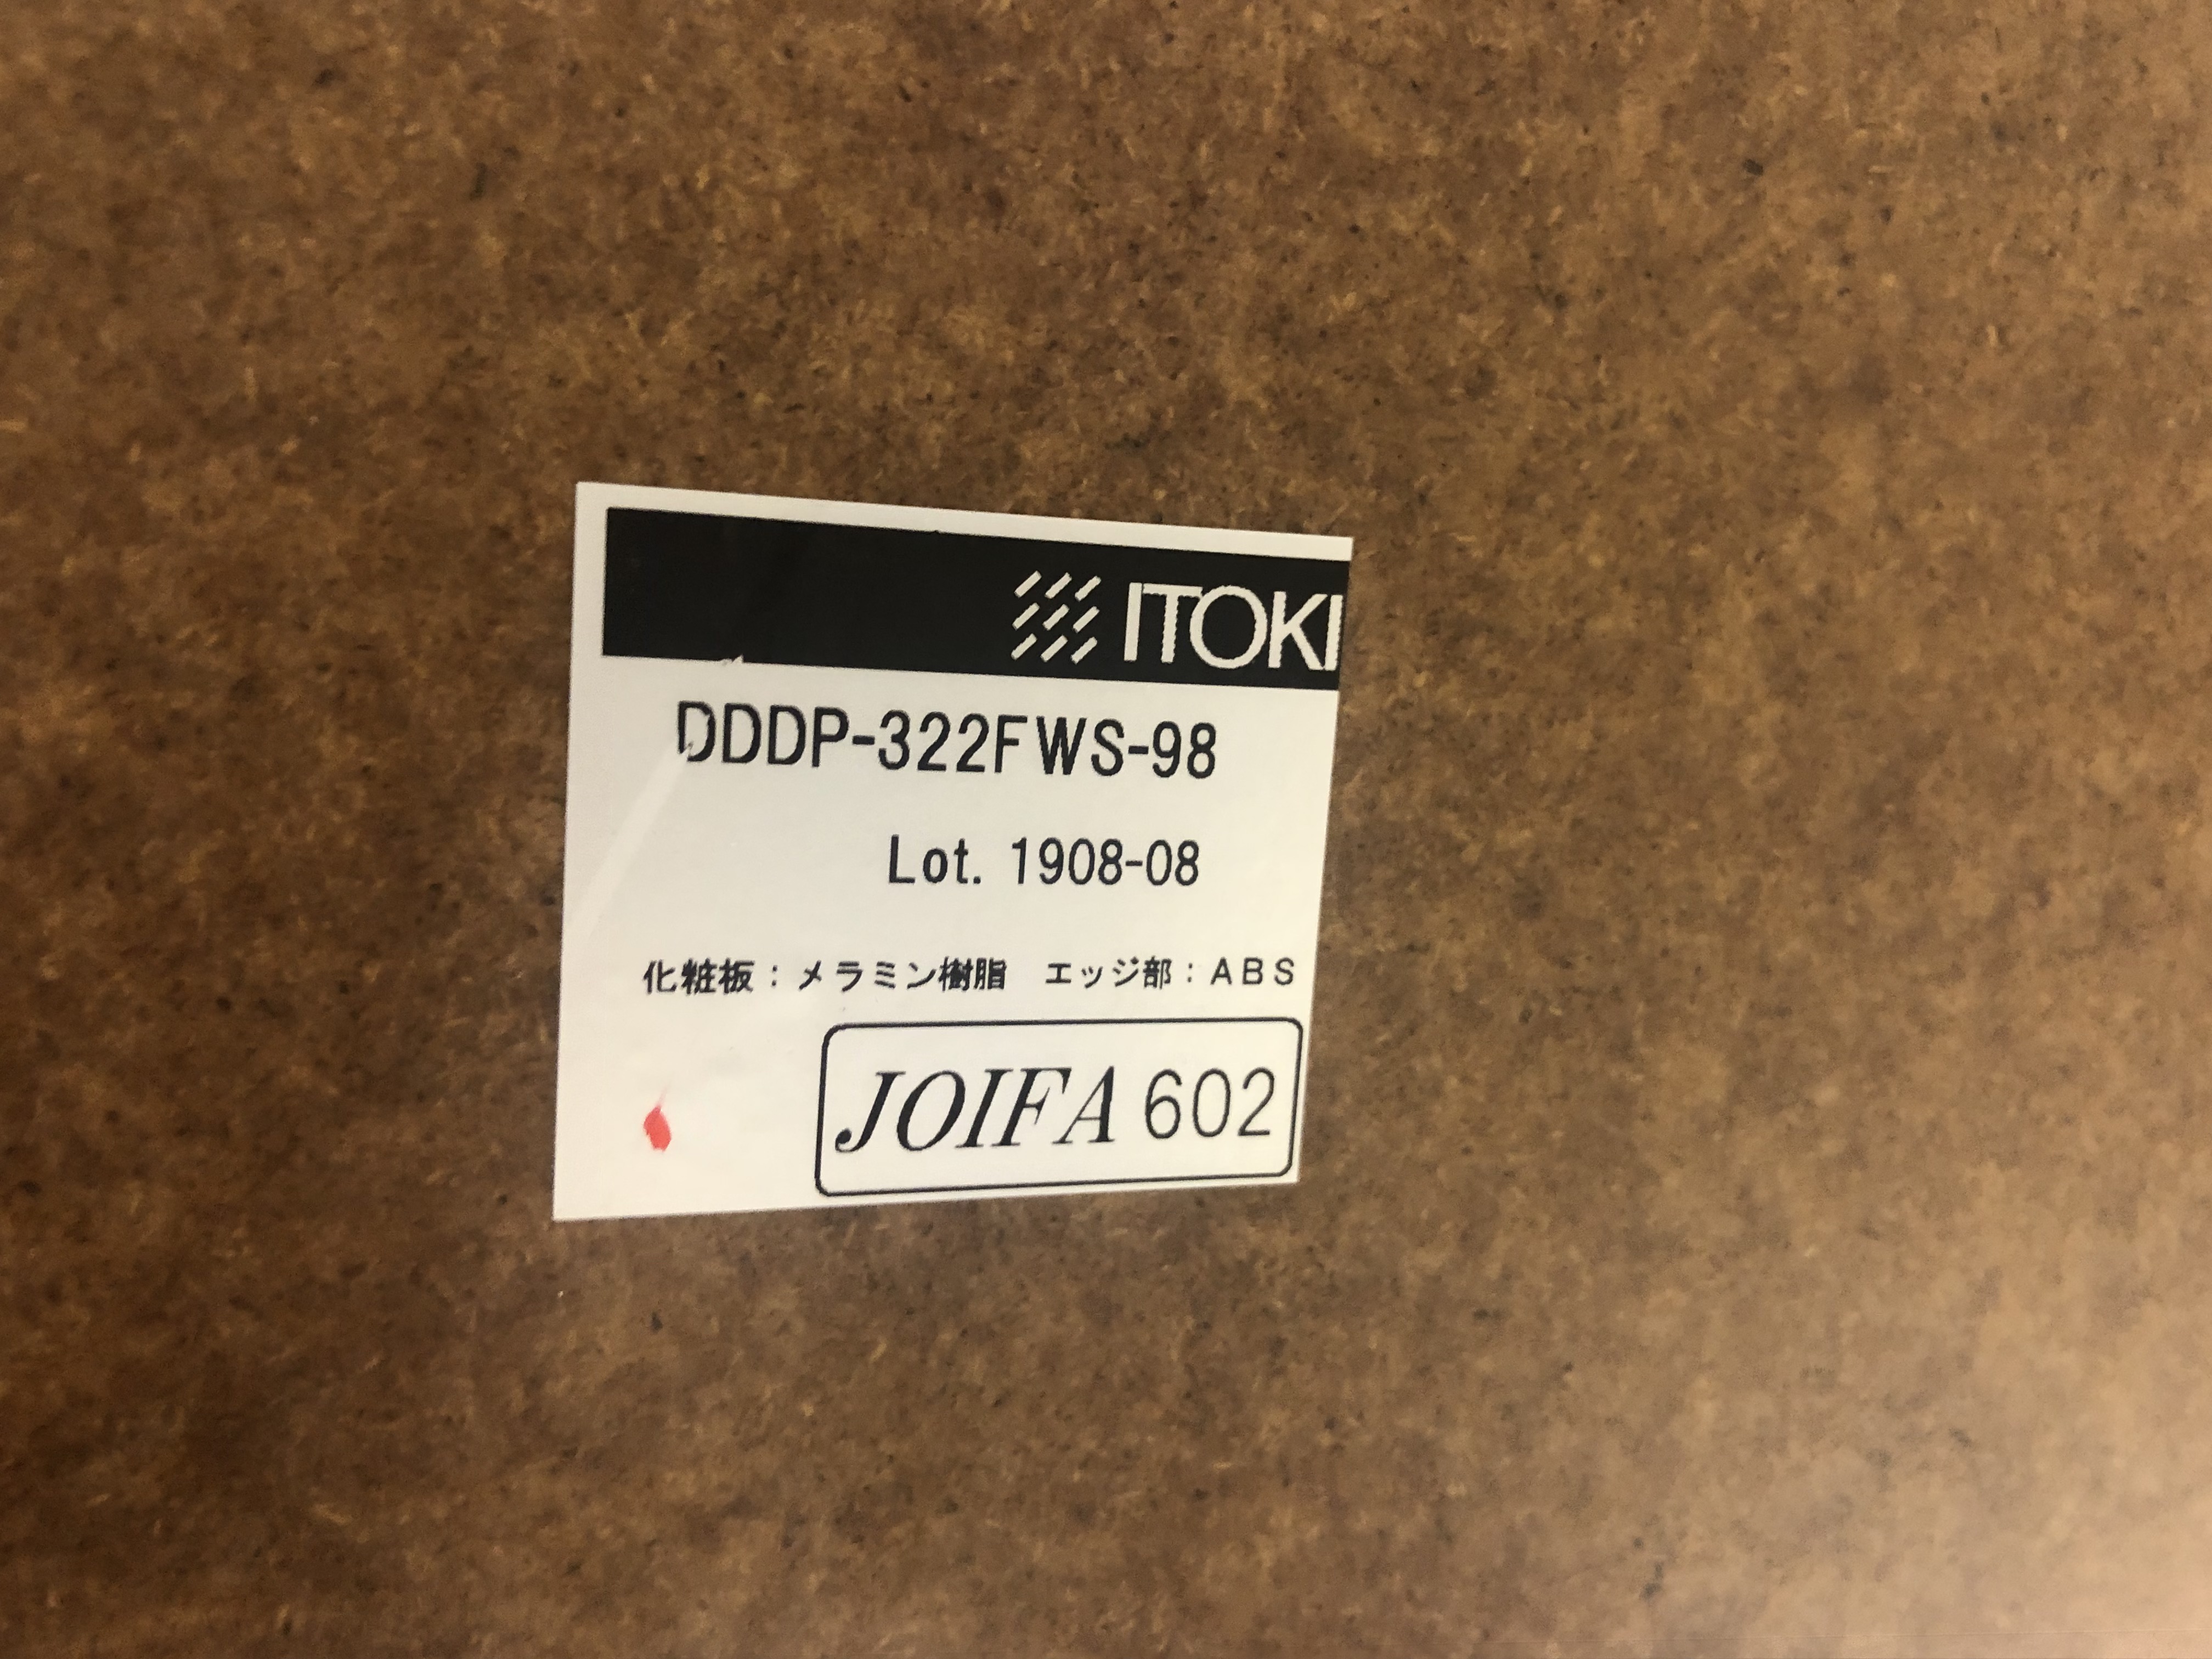 ITOKI
DDDP-322FWS-98
Lot. 1908-08
化粧板：メラミン樹脂　エッジ部：ABS
JOIFA 602